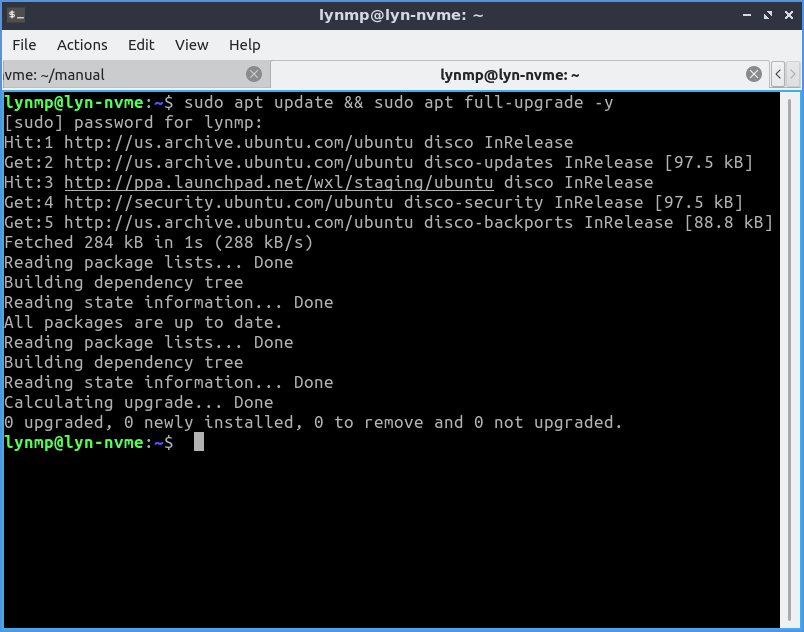 lynmp@lyn-nvme: ~
File Actions Edit View Help
vme: ~/manual
lynmp@lyn-nvme: ~
lynmp@lyn-nvme:~$ sudo apt update && sudo apt full-upgrade -y
[sudo] password for lynmp:
Hit:1 http://us.archive.ubuntu.com/ubuntu disco InRelease
Get:2 http://us.archive.ubuntu.com/ubuntu disco-updates InRelease [97.5 kB]
Hit:3 http://ppa.launchpad.net/wxl/staging/ubuntu disco InRelease
Get:4 http://security.ubuntu.com/ubuntu disco-security InRelease [97.5 kB]
Get:5 http://us.archive.ubuntu.com/ubuntu disco-backports InRelease [88.8 kB]
Fetched 284 kB in 1s (288 kB/s)
Reading package lists... Done
Building dependency tree
Reading state information... Done
All packages are up to date.
Reading package lists... Done
Building dependency tree
Reading state information... Done
Calculating upgrade... Done
0 upgraded, 0 newly installed, 0 to remove and 0 not upgraded.
lynmp@lyn-nvme:~$